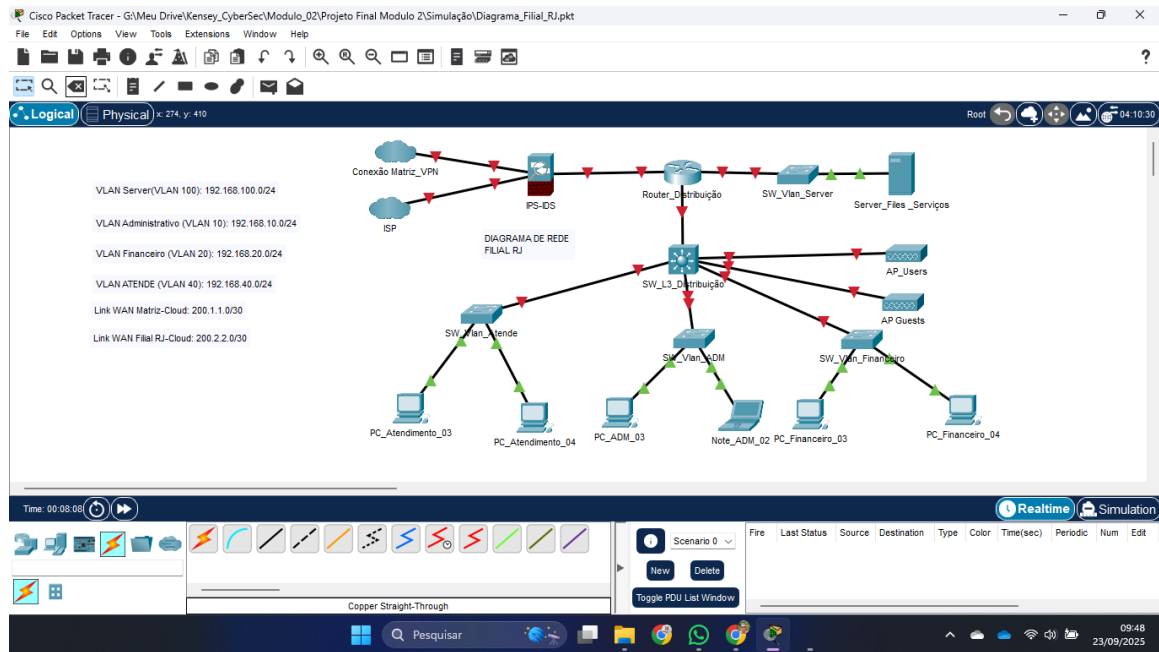 Cisco Packet Tracer - G:\Meu Drive\Kensey_CyberSec\Modulo_02\Projeto Final Modulo 2\Simulação\Diagrama_Filial_RJ.pkt
File Edit Options View Tools Extensions Window Help
?
Logical Physical x: 274, y: 410 Root 04:10:30
Conexão Matriz_VPN
ISP
IPS-IDS
Router_Distribuição
SW_Vlan_Server
Server_Files _Serviços
VLAN Server(VLAN 100): 192.168.100.0/24
VLAN Administrativo (VLAN 10): 192.168.10.0/24
VLAN Financeiro (VLAN 20): 192.168.20.0/24
VLAN ATENDE (VLAN 40): 192.168.40.0/24
Link WAN Matriz-Cloud: 200.1.1.0/30
Link WAN Filial RJ-Cloud: 200.2.2.0/30
DIAGRAMA DE REDE
FILIAL RJ
SW_L3_Distribuição
AP_Users
AP Guests
SW_Vlan_Atende
SW_Vlan_ADM
SW_Vlan_Financeiro
PC_Atendimento_03
PC_Atendimento_04
PC_ADM_03
Note_ADM_02
PC_Financeiro_03
PC_Financeiro_04
Time: 00:08:08 Realtime Simulation
Scenario 0
New Delete
Toggle PDU List Window
Fire Last Status Source Destination Type Color Time(sec) Periodic Num Edit
Copper Straight-Through
Pesquisar
09:48
23/09/2025